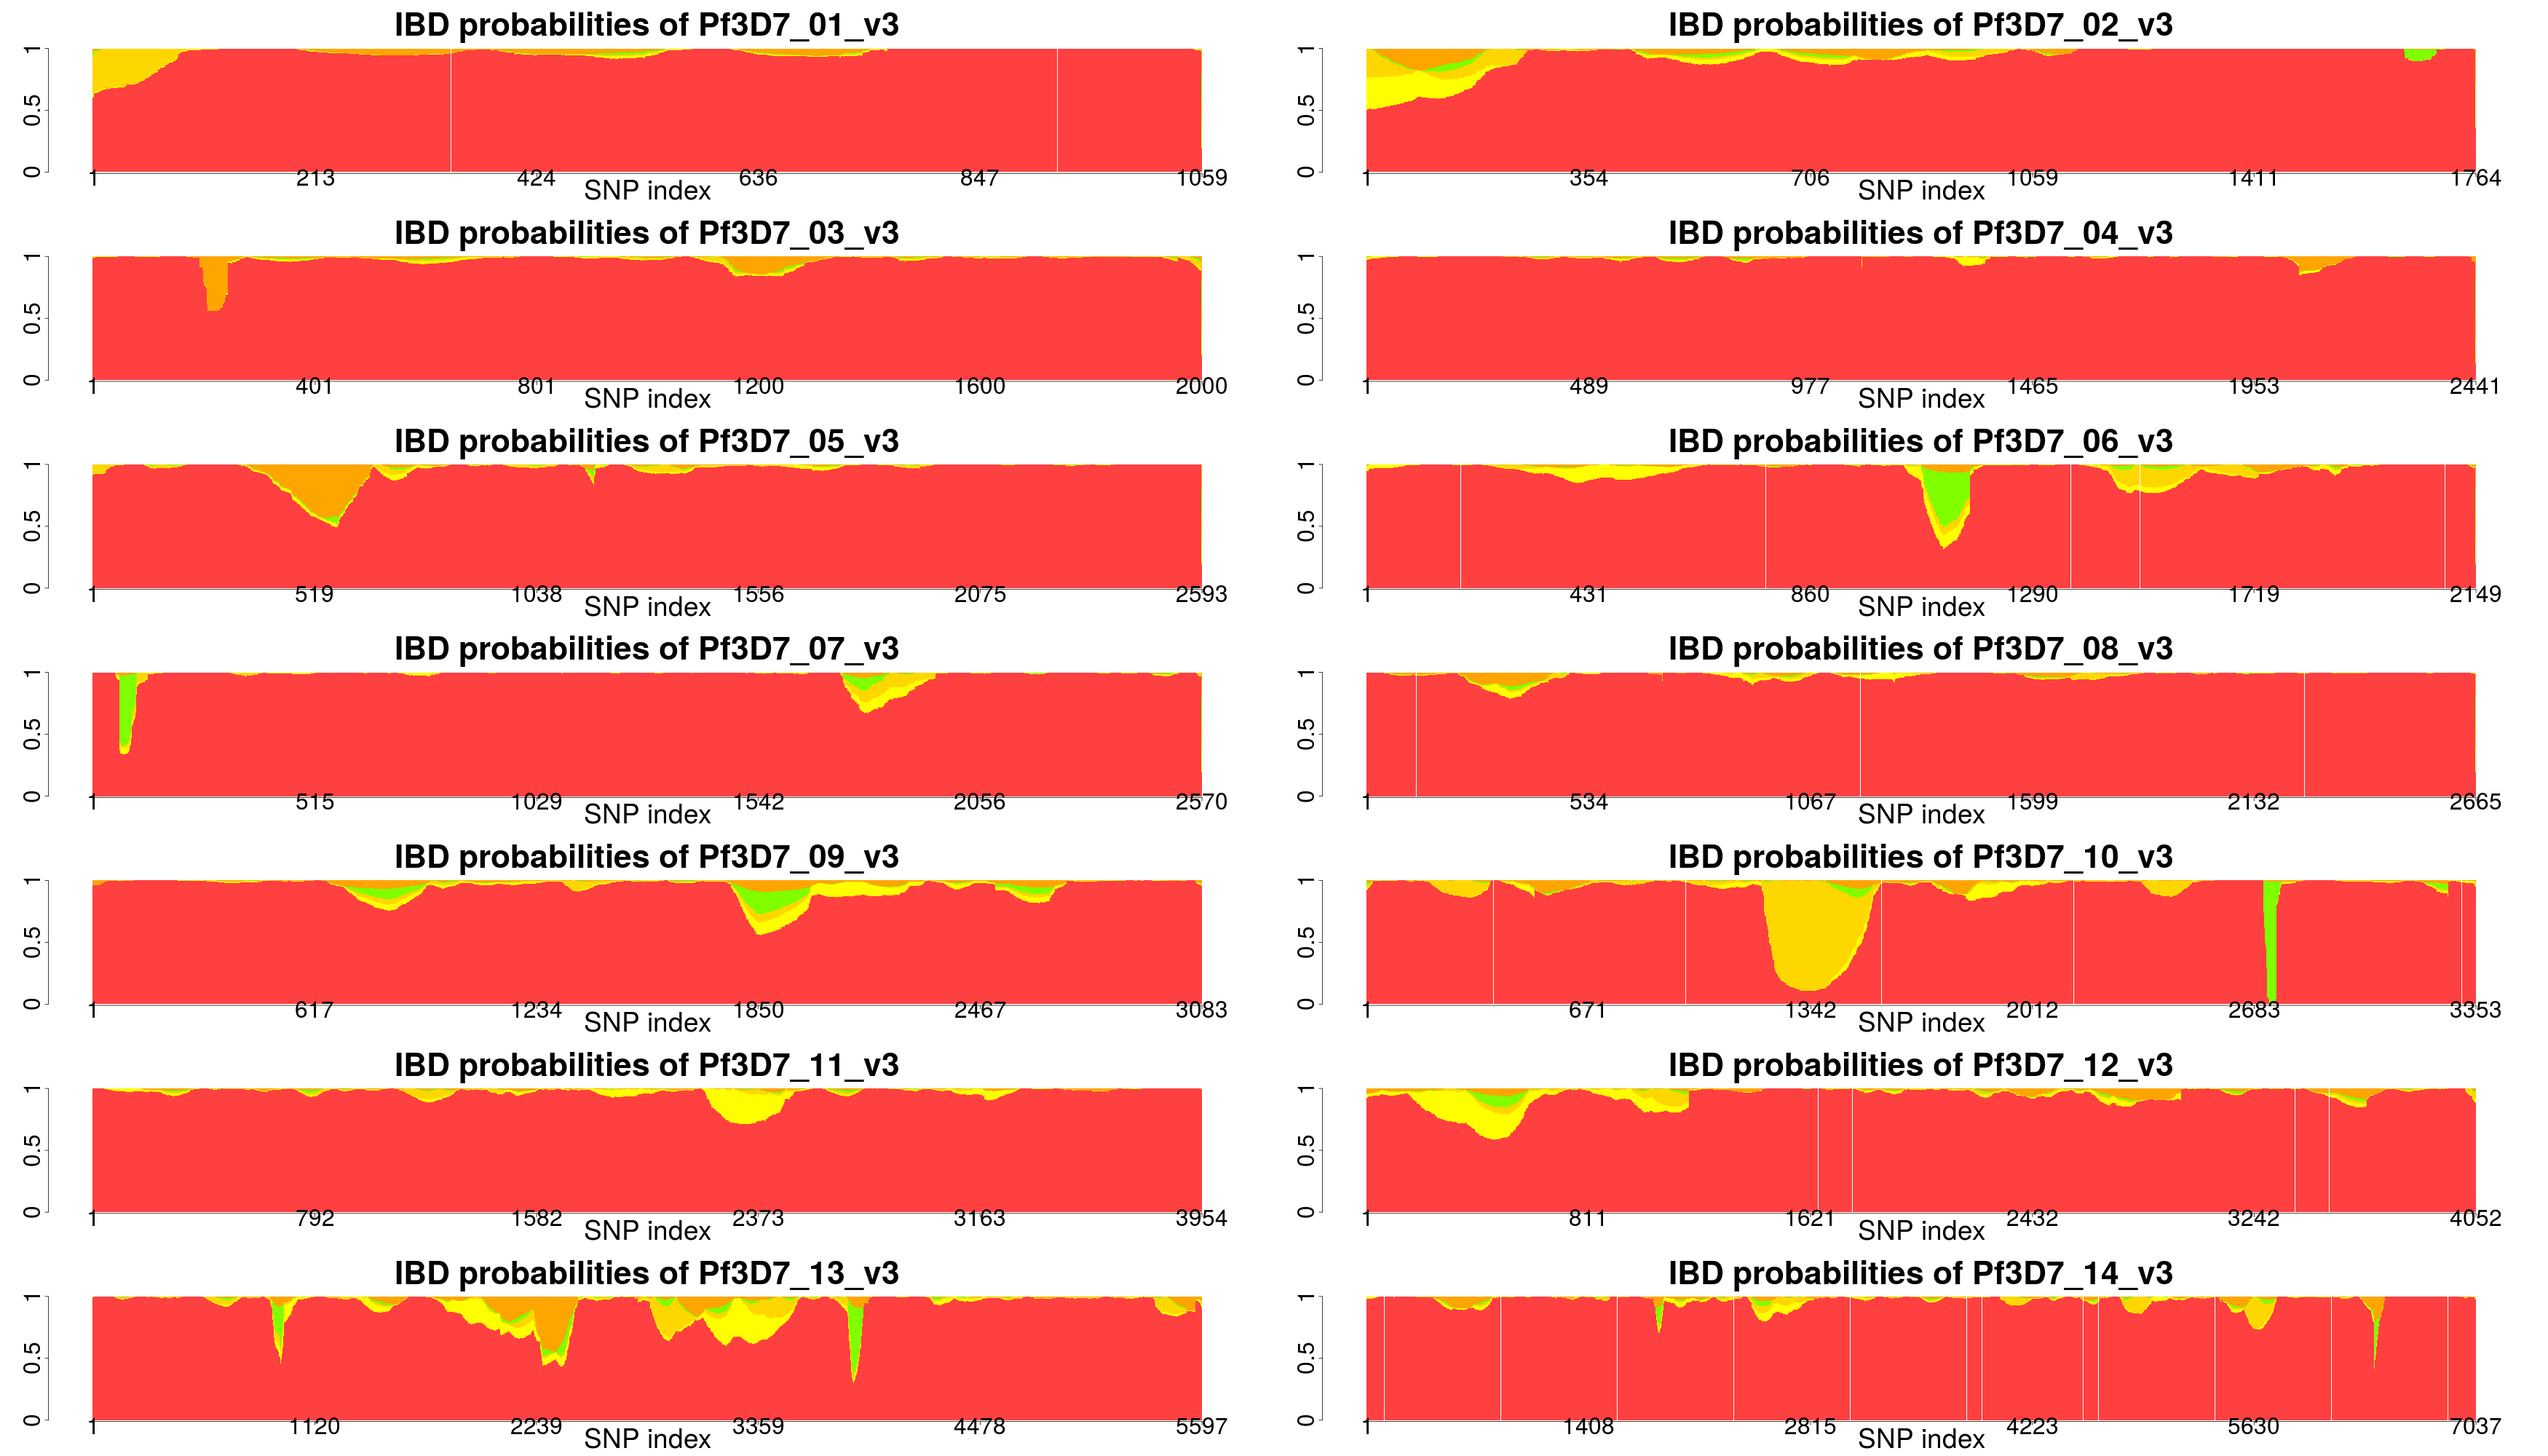 IBD probabilities of Pf3D7_01_v3
0 0.5 1
1 213 424 636 847 1059
SNP index
IBD probabilities of Pf3D7_02_v3
0 0.5 1
1 354 706 1059 1411 1764
SNP index
IBD probabilities of Pf3D7_03_v3
0 0.5 1
1 401 801 1200 1600 2000
SNP index
IBD probabilities of Pf3D7_04_v3
0 0.5 1
1 489 977 1465 1953 2441
SNP index
IBD probabilities of Pf3D7_05_v3
0 0.5 1
1 519 1038 1556 2075 2593
SNP index
IBD probabilities of Pf3D7_06_v3
0 0.5 1
1 431 860 1290 1719 2149
SNP index
IBD probabilities of Pf3D7_07_v3
0 0.5 1
1 515 1029 1542 2056 2570
SNP index
IBD probabilities of Pf3D7_08_v3
0 0.5 1
1 534 1067 1599 2132 2665
SNP index
IBD probabilities of Pf3D7_09_v3
0 0.5 1
1 617 1234 1850 2467 3083
SNP index
IBD probabilities of Pf3D7_10_v3
0 0.5 1
1 671 1342 2012 2683 3353
SNP index
IBD probabilities of Pf3D7_11_v3
0 0.5 1
1 792 1582 2373 3163 3954
SNP index
IBD probabilities of Pf3D7_12_v3
0 0.5 1
1 811 1621 2432 3242 4052
SNP index
IBD probabilities of Pf3D7_13_v3
0 0.5 1
1 1120 2239 3359 4478 5597
SNP index
IBD probabilities of Pf3D7_14_v3
0 0.5 1
1 1408 2815 4223 5630 7037
SNP index